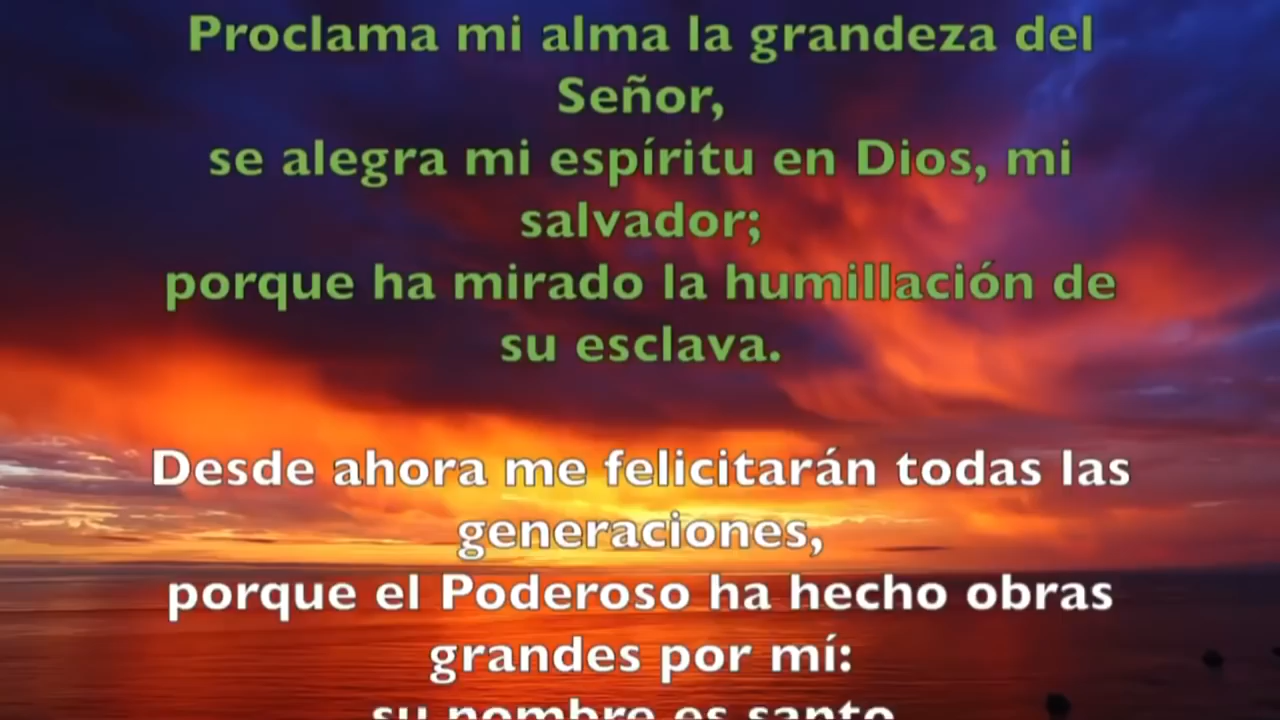 Proclama mi alma la grandeza del
Señor,
se alegra mi espíritu en Dios, mi
salvador;
porque ha mirado la humillación de
su esclava.
Desde ahora me felicitarán todas las
generaciones,
porque el Poderoso ha hecho obras
grandes por mí:
su nombre es santo